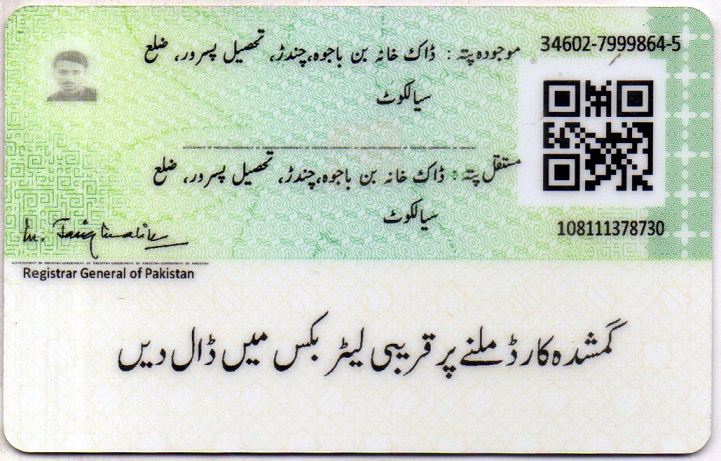 34602-7999864-5
موجودہ پتہ : ڈاک خانہ بن باجوہ،چندڑ، تحصیل پسرور، ضلع
سیالکوٹ
مستقل پتہ : ڈاک خانہ بن باجوہ،چندڑ، تحصیل پسرور، ضلع
سیالکوٹ
108111378730
Registrar General of Pakistan
گمشدہ کارڈ ملنے پر قریبی لیٹر بکس میں ڈال دیں